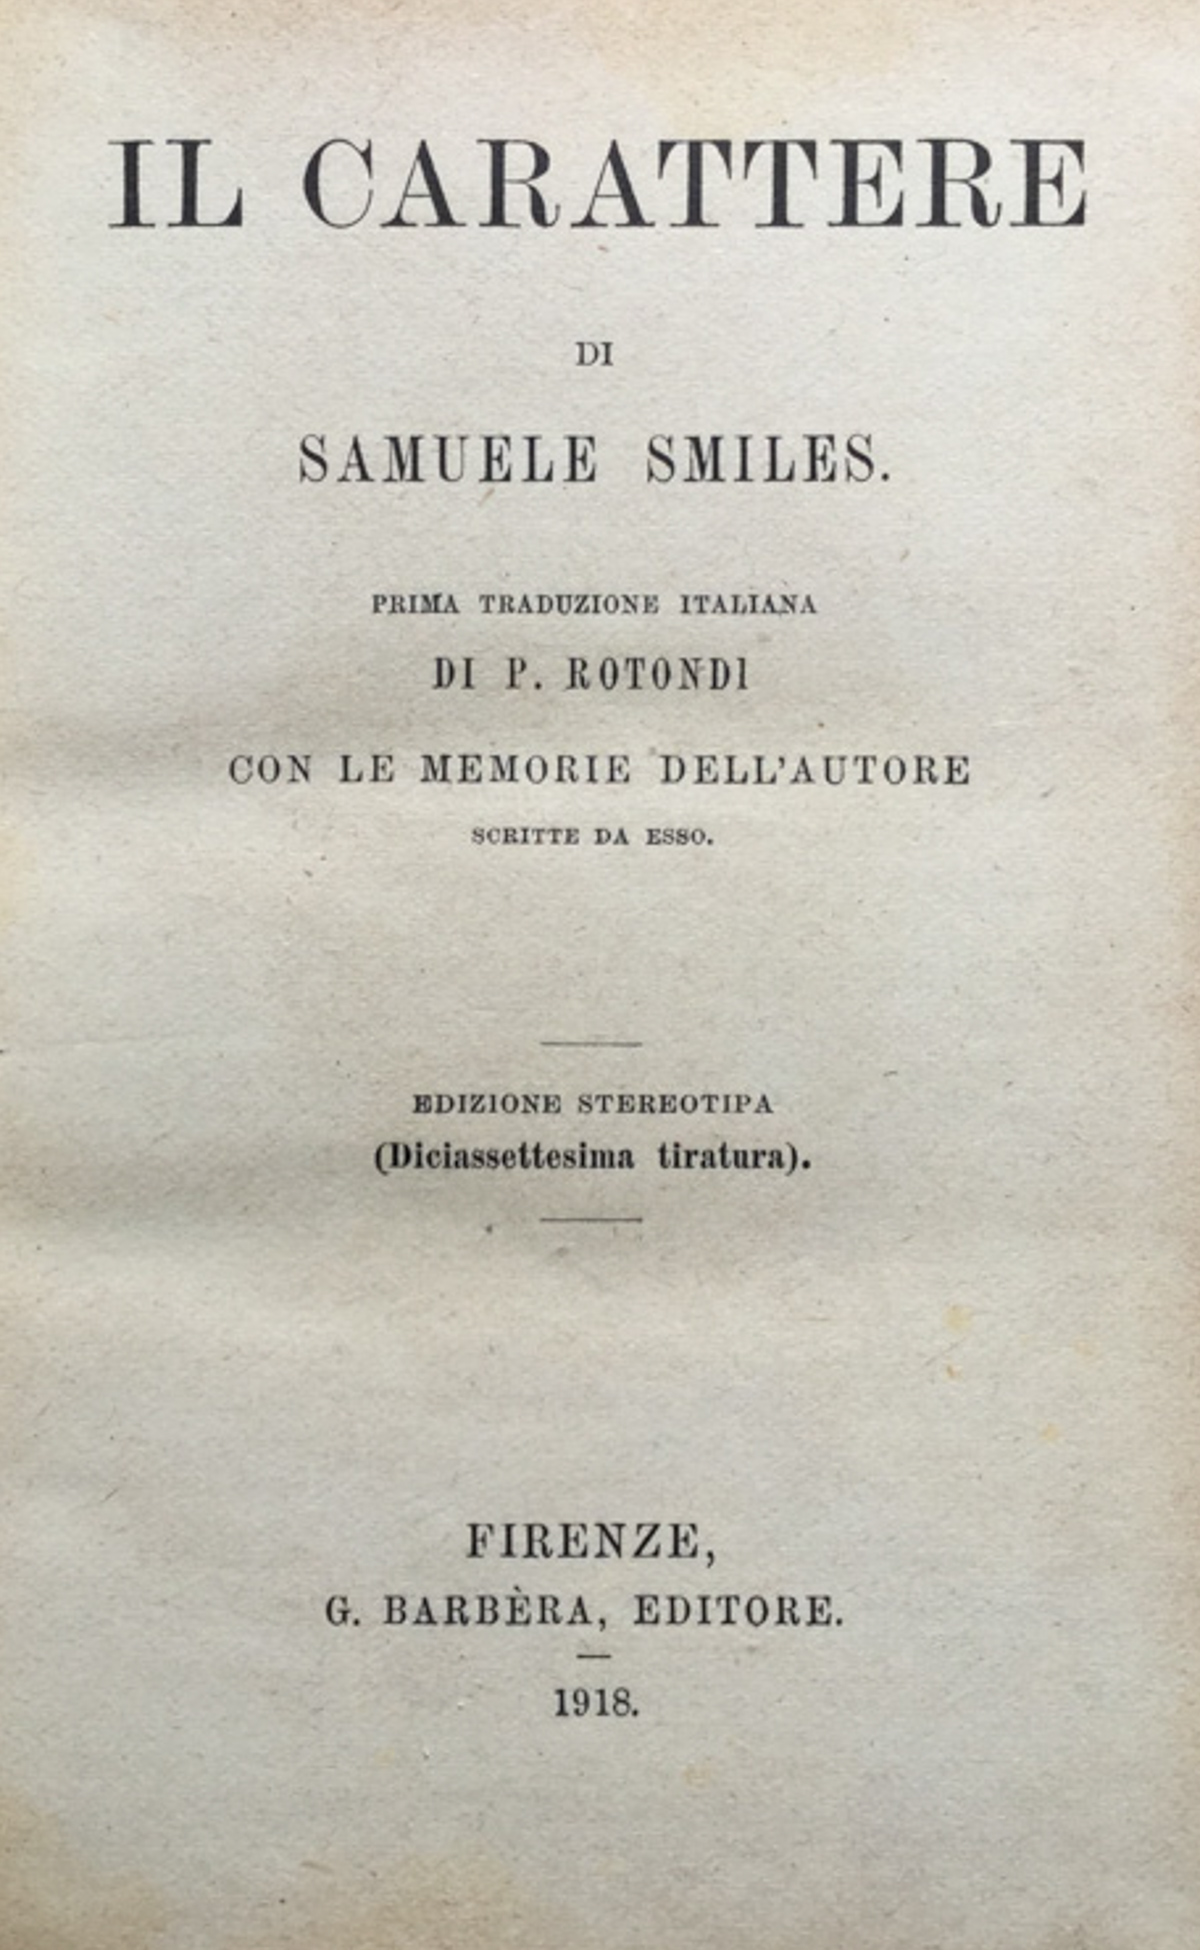 IL CARATTERE
DI
SAMUELE SMILES.
PRIMA TRADUZIONE ITALIANA
DI P. ROTONDI
CON LE MEMORIE DELL'AUTORE
SCRITTE DA ESSO.
EDIZIONE STEREOTIPA
(Diciassettesima tiratura).
FIRENZE,
G. BARBÈRA, EDITORE.
1918.